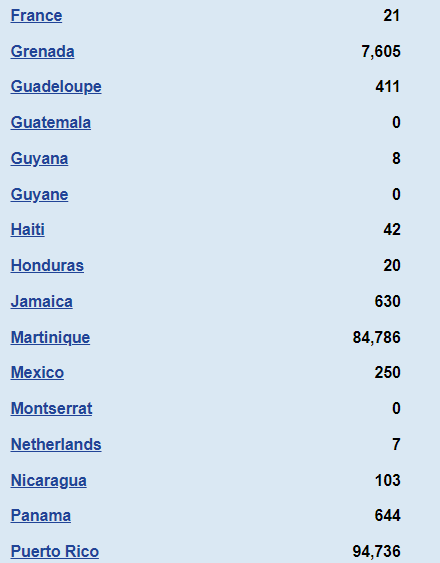 France 21
Grenada 7,605
Guadeloupe 411
Guatemala 0
Guyana 8
Guyane 0
Haiti 42
Honduras 20
Jamaica 630
Martinique 84,786
Mexico 250
Montserrat 0
Netherlands 7
Nicaragua 103
Panama 644
Puerto Rico 94,736